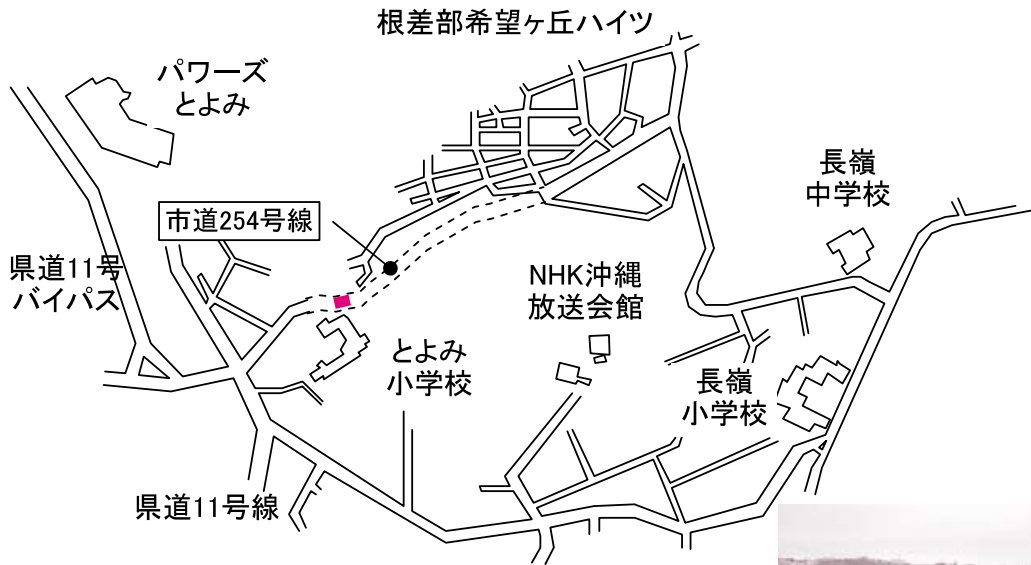 根差部希望ヶ丘ハイツ
パワーズ
とよみ
長嶺
中学校
市道254号線
県道11号
バイパス
NHK沖縄
放送会館
とよみ
小学校
長嶺
小学校
県道11号線